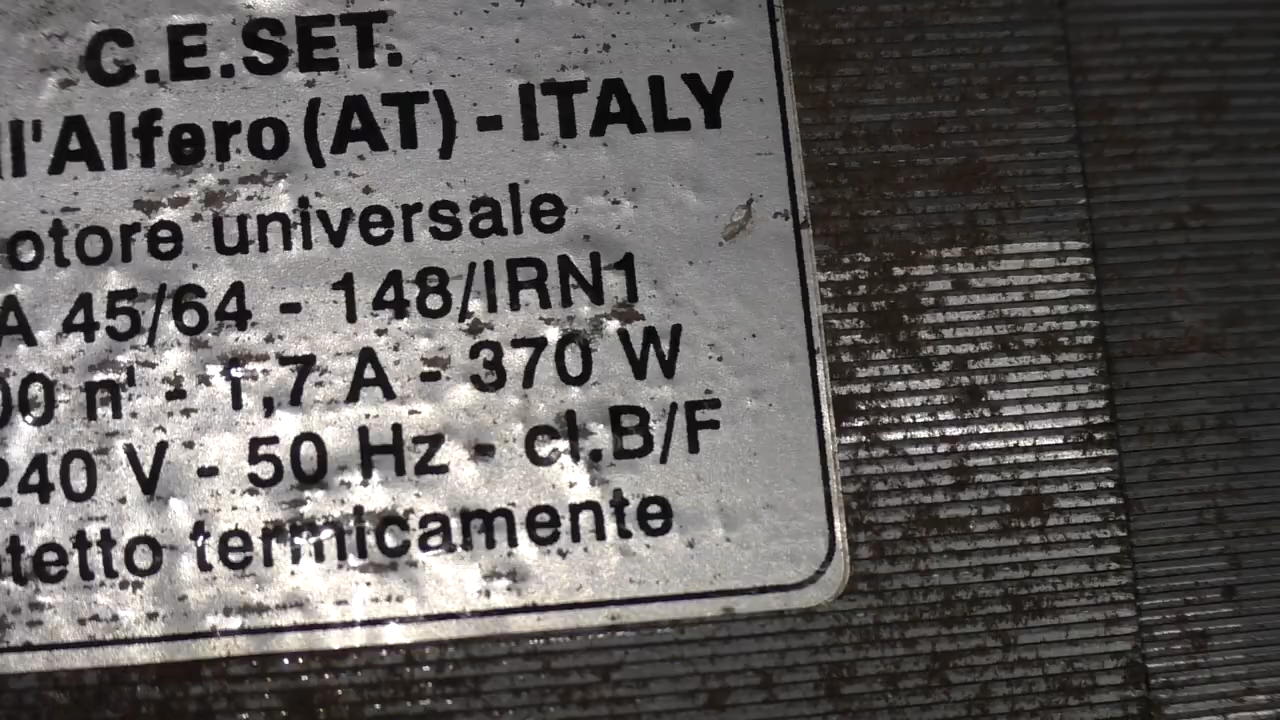 C.E.SET.
ll'Alfero (AT) - ITALY
otore universale
A 45/64 - 148/IRN1
00 n' - 1,7 A - 370 W
240 V - 50 Hz - cl.B/F
tetto termicamente